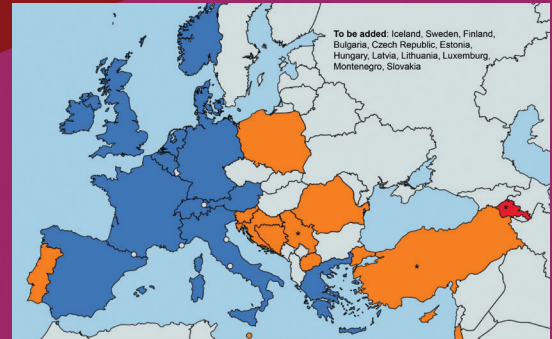 To be added: Iceland, Sweden, Finland,
Bulgaria, Czech Republic, Estonia,
Hungary, Latvia, Lithuania, Luxemburg,
Montenegro, Slovakia